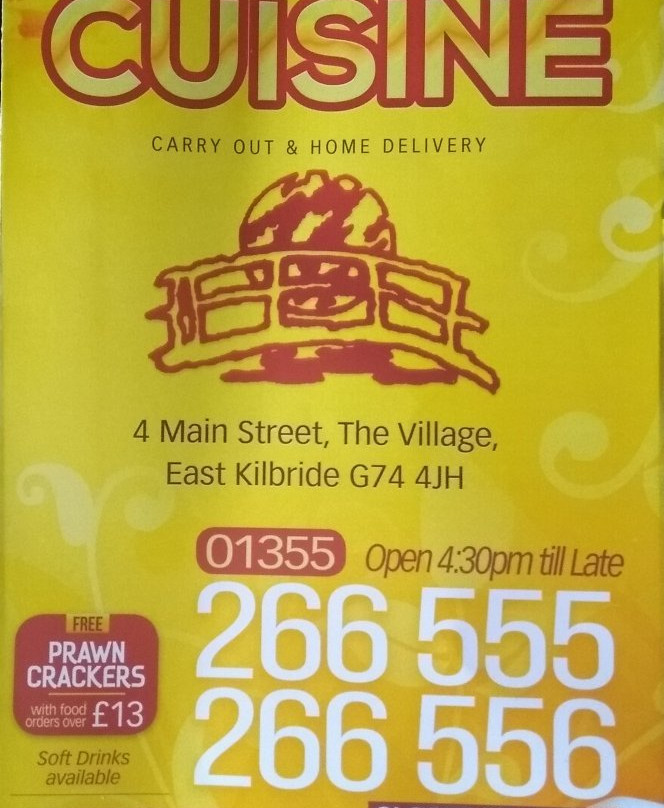 CUISINE
CARRY OUT & HOME DELIVERY
4 Main Street, The Village,
East Kilbride G74 4JH
01355 Open 4:30pm till Late
266 555
266 556
FREE
PRAWN
CRACKERS
with food
orders over £13
Soft Drinks
available